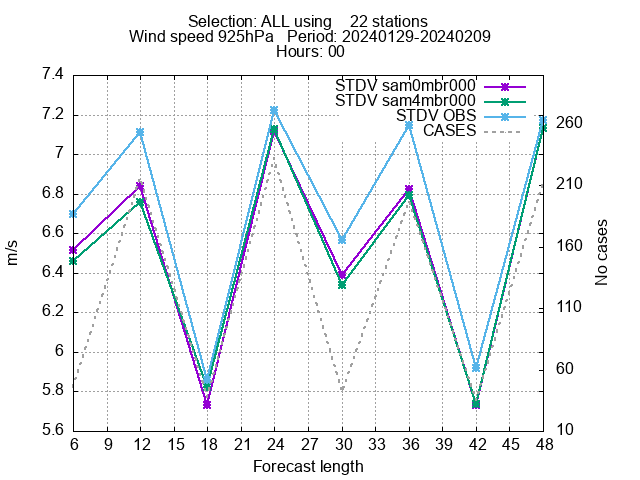 Selection: ALL using    22 stations
Wind speed 925hPa   Period: 20240129-20240209
Hours: 00
STDV sam0mbr000
STDV sam4mbr000
STDV OBS
CASES
7.4
7.2
7
6.8
6.6
6.4
6.2
6
5.8
5.6
m/s
260
210
160
110
60
10
No cases
6 9 12 15 18 21 24 27 30 33 36 39 42 45 48
Forecast length